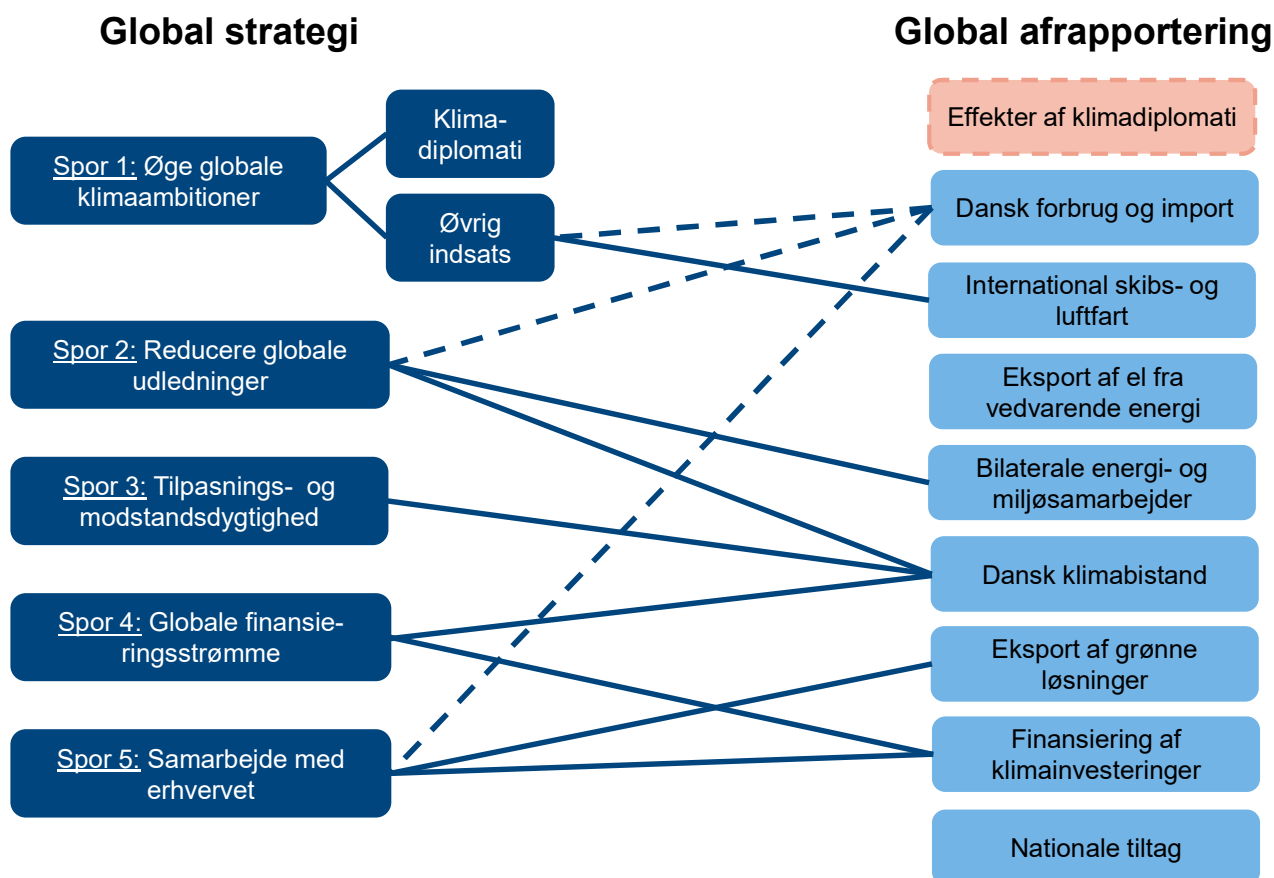 Global strategi
Global afrapportering
Spor 1: Øge globale
klimaambitioner
Klima-
diplomati
Øvrig
indsats
Spor 2: Reducere globale
udledninger
Spor 3: Tilpasnings- og
modstandsdygtighed
Spor 4: Globale finansie-
ringsstrømme
Spor 5: Samarbejde med
erhvervet
Effekter af klimadiplomati
Dansk forbrug og import
International skibs- og
luftfart
Eksport af el fra
vedvarende energi
Bilaterale energi- og
miljøsamarbejder
Dansk klimabistand
Eksport af grønne
løsninger
Finansiering af
klimainvesteringer
Nationale tiltag